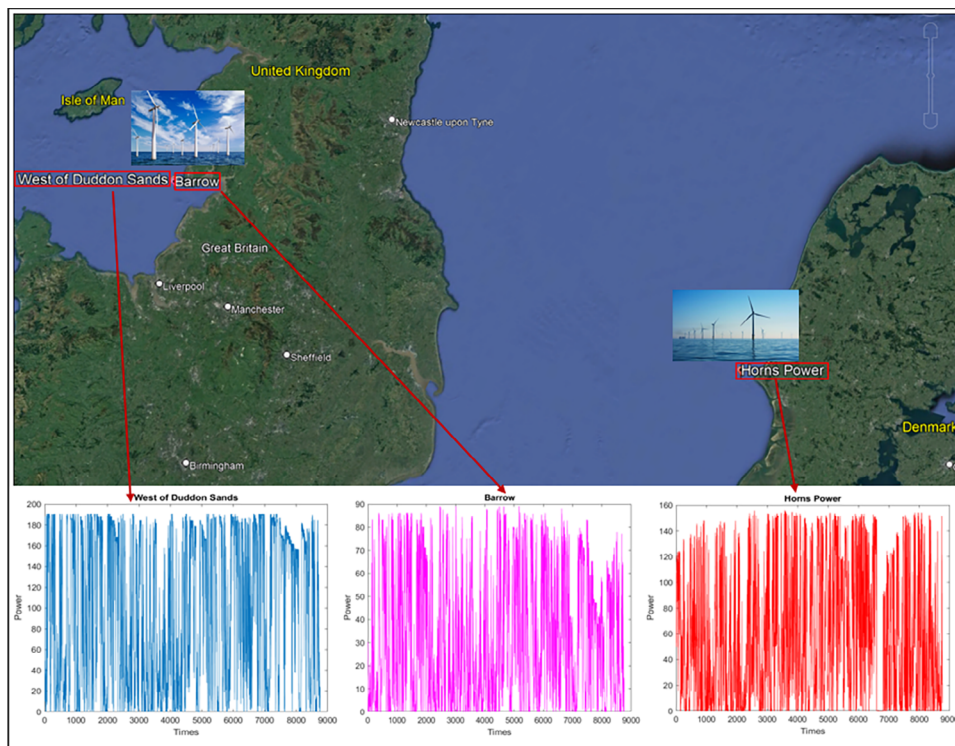 United Kingdom
Isle of Man
Newcastle upon Tyne
West of Duddon Sands
Barrow
Great Britain
Liverpool
Manchester
Sheffield
Horns Power
Denmark
Birmingham
West of Duddon Sands
200
180
160
140
120
100
80
60
40
20
0
Power
0 1000 2000 3000 4000 5000 6000 7000 8000 9000
Times
Barrow
90
80
70
60
50
40
30
20
10
0
Power
0 1000 2000 3000 4000 5000 6000 7000 8000 9000
Times
Horns Power
160
140
120
100
80
60
40
20
0
Power
0 1000 2000 3000 4000 5000 6000 7000 8000 9000
Times